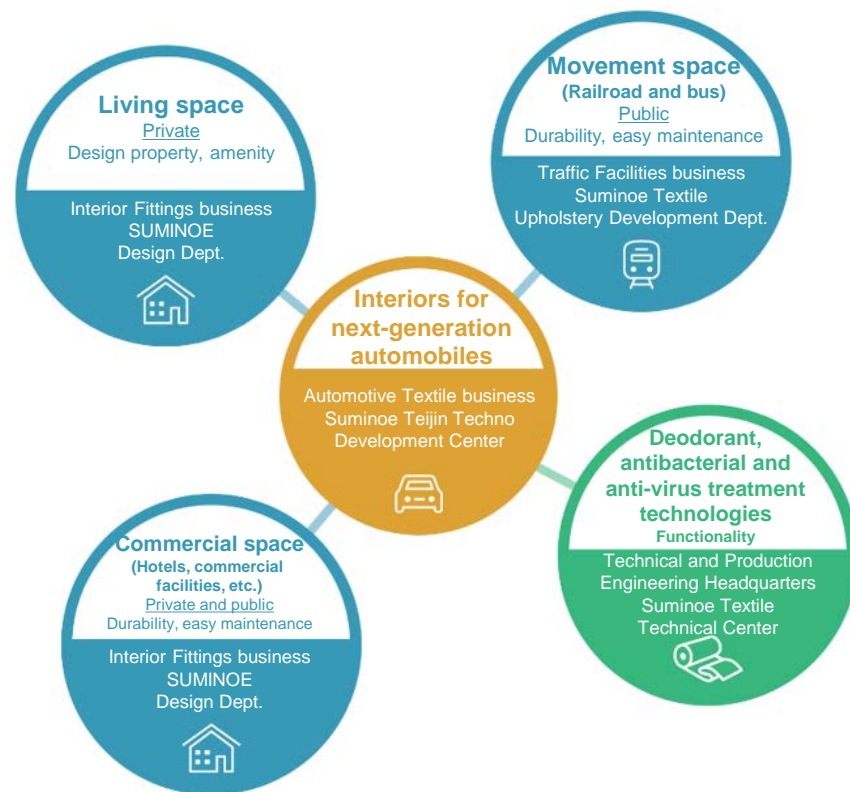 Living space
Private
Design property, amenity
Interior Fittings business
SUMINOE
Design Dept.
Movement space
(Railroad and bus)
Public
Durability, easy maintenance
Traffic Facilities business
Suminoe Textile
Upholstery Development Dept.
Interiors for
next-generation
automobiles
Automotive Textile business
Suminoe Teijin Techno
Development Center
Commercial space
(Hotels, commercial
facilities, etc.)
Private and public
Durability, easy maintenance
Interior Fittings business
SUMINOE
Design Dept.
Deodorant,
antibacterial and
anti-virus treatment
technologies
Functionality
Technical and Production
Engineering Headquarters
Suminoe Textile
Technical Center